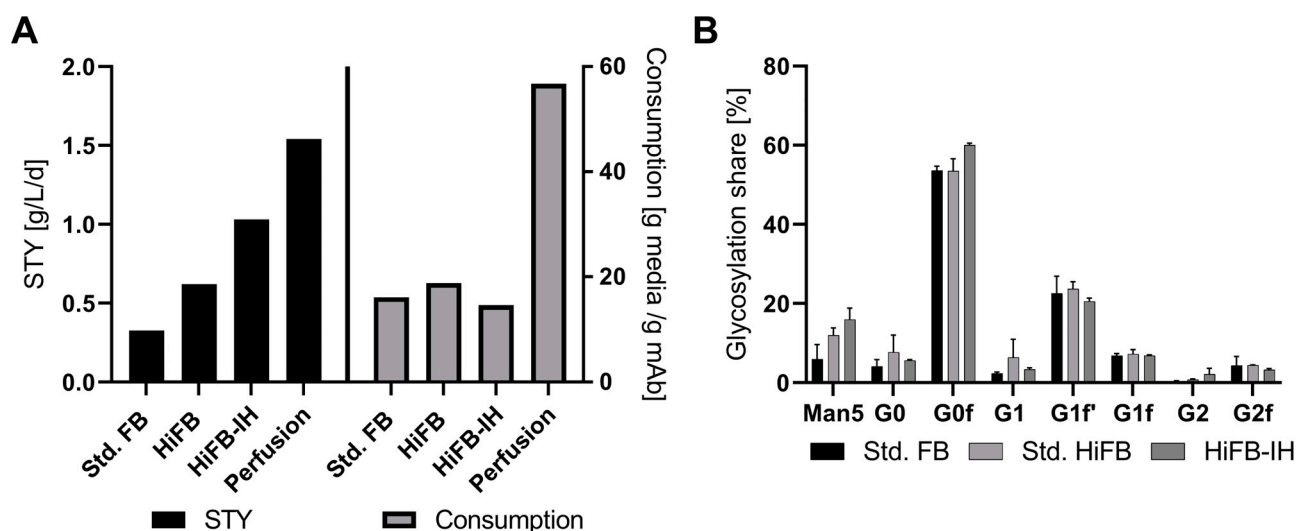 A
STY [g/L/d]
2.0
1.5
1.0
0.5
0.0
60
40
20
0
Consumption [g media /g mAb]
Std. FB
HiFB
HiFB-IH
Perfusion
Std. FB
HiFB
HiFB-IH
Perfusion
STY
Consumption
B
Glycosylation share [%]
80
60
40
20
0
Man5 G0 G0f G1 G1f' G1f G2 G2f
Std. FB Std. HiFB HiFB-IH